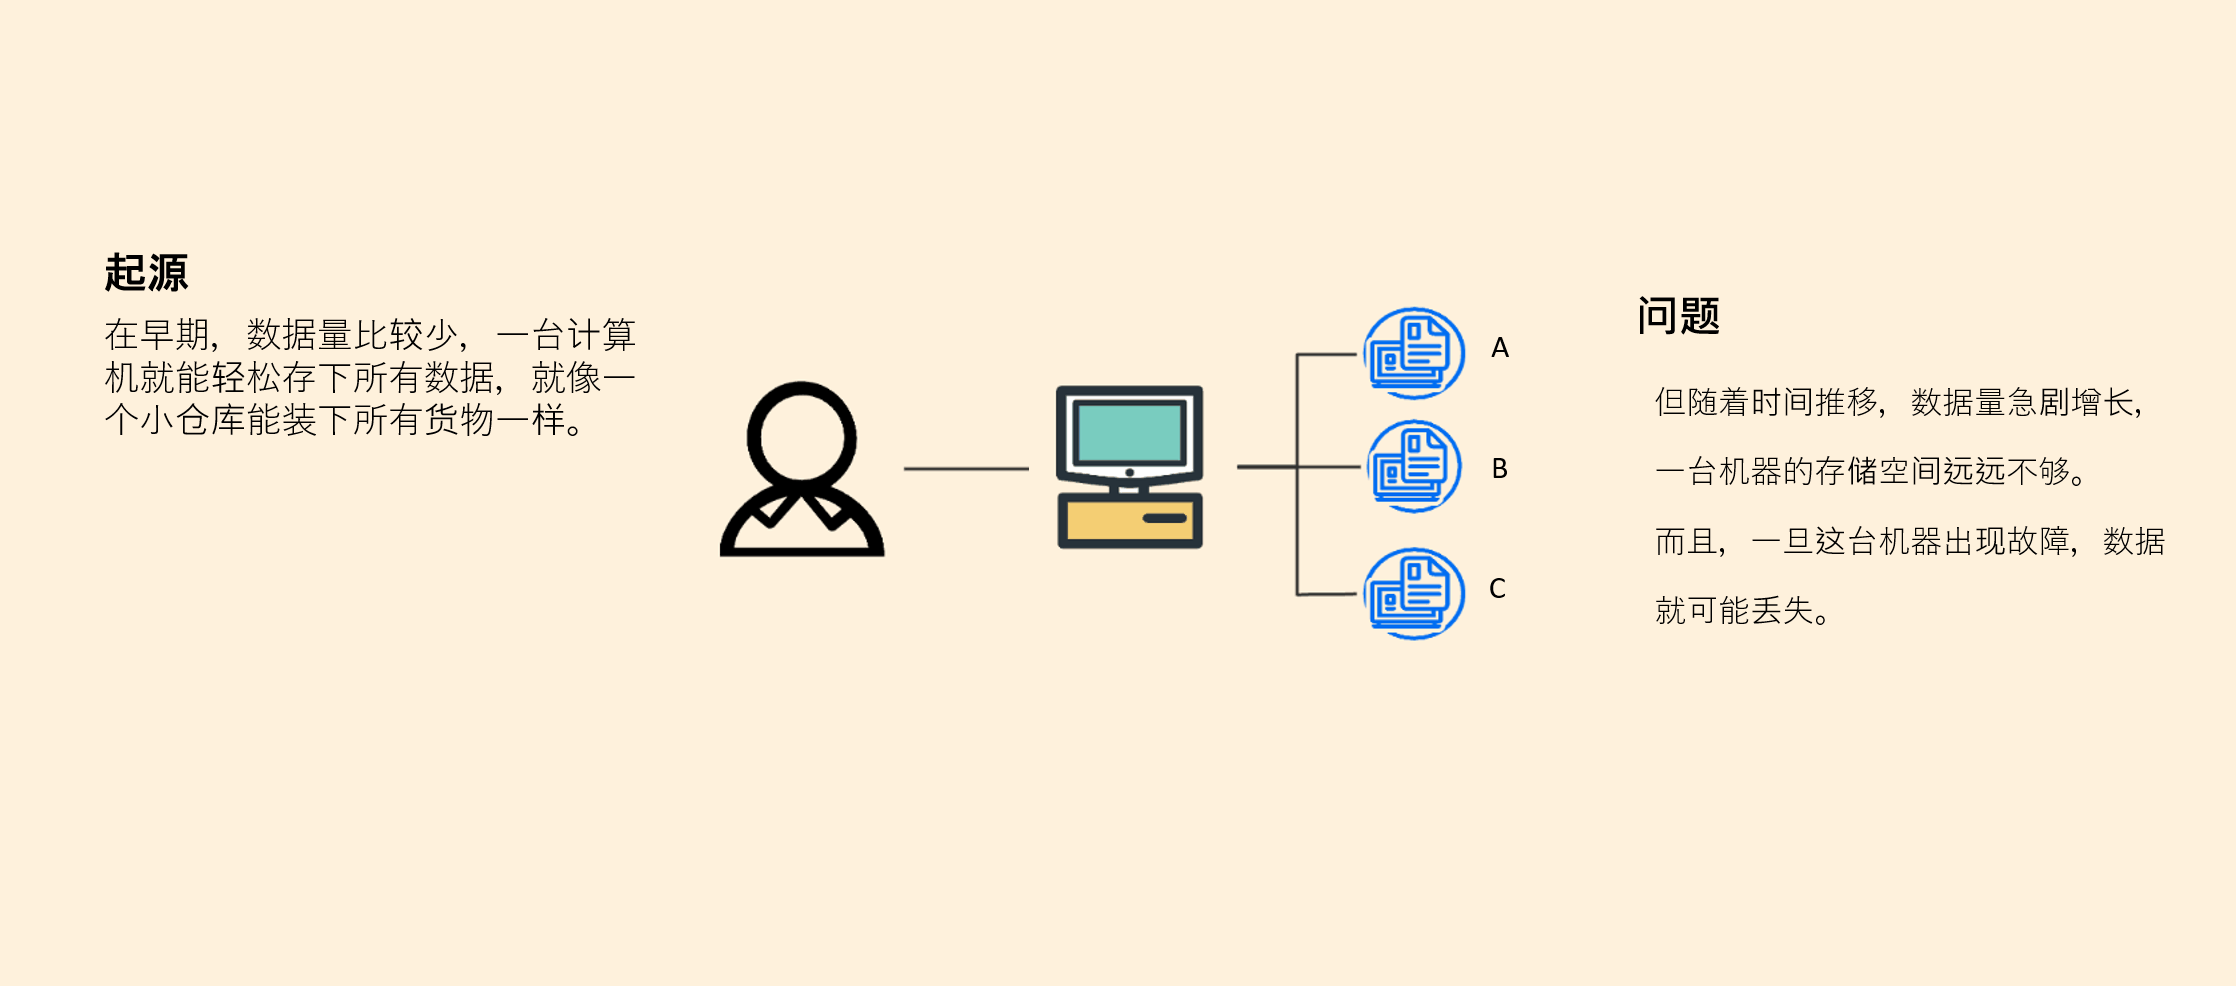 起源
在早期，数据量比较少，一台计算
机就能轻松存下所有数据，就像一
个小仓库能装下所有货物一样。
A
B
C
问题
但随着时间推移，数据量急剧增长，
一台机器的存储空间远远不够。
而且，一旦这台机器出现故障，数据
就可能丢失。